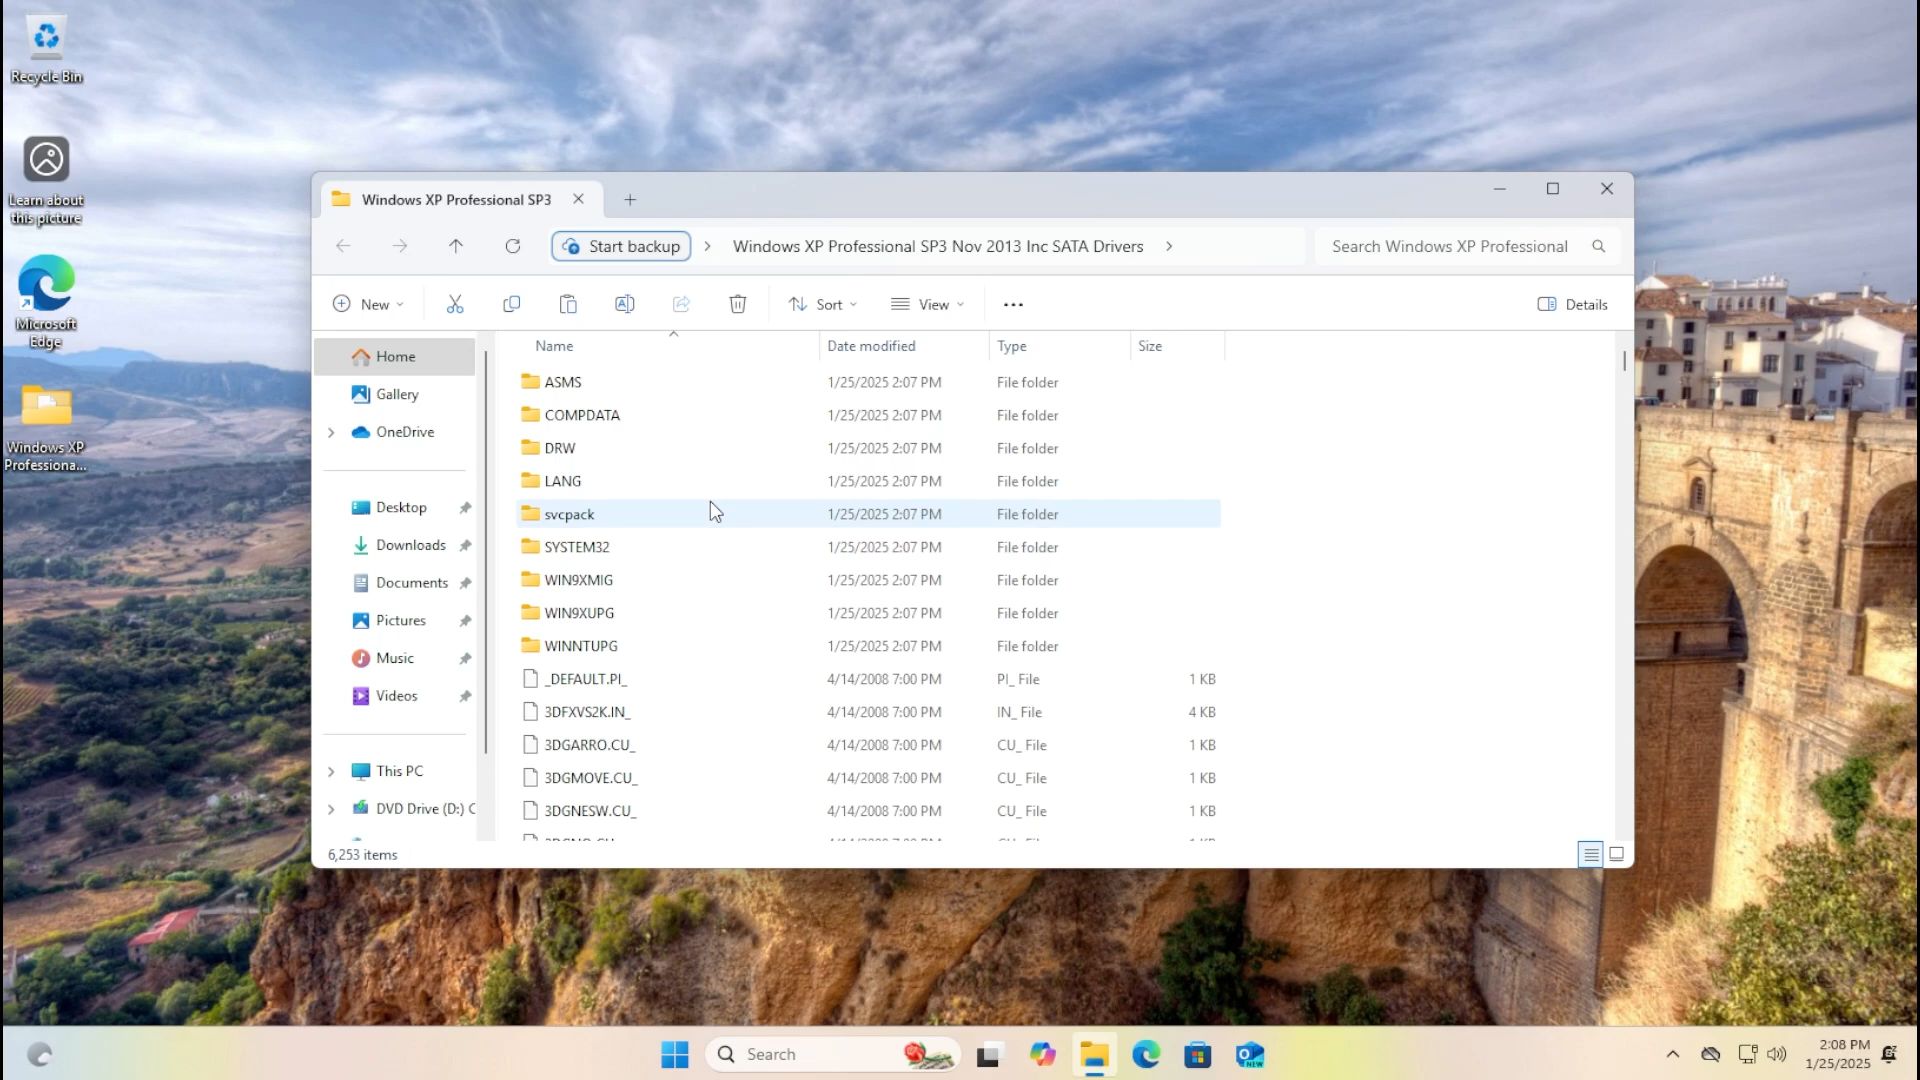 Recycle Bin
Learn about
this picture
Microsoft
Edge
Windows XP
Professiona...
Windows XP Professional SP3
Start backup
Windows XP Professional SP3 Nov 2013 Inc SATA Drivers
Search Windows XP Professional
New
Sort
View
Details
Home
Gallery
OneDrive
Desktop
Downloads
Documents
Pictures
Music
Videos
This PC
DVD Drive (D:) C
Name Date modified Type Size
ASMS 1/25/2025 2:07 PM File folder
COMPDATA 1/25/2025 2:07 PM File folder
DRW 1/25/2025 2:07 PM File folder
LANG 1/25/2025 2:07 PM File folder
svcpack 1/25/2025 2:07 PM File folder
SYSTEM32 1/25/2025 2:07 PM File folder
WIN9XMIG 1/25/2025 2:07 PM File folder
WIN9XUPG 1/25/2025 2:07 PM File folder
WINNTUPG 1/25/2025 2:07 PM File folder
_DEFAULT.PI_ 4/14/2008 7:00 PM PI_ File 1 KB
3DFXVS2K.IN_ 4/14/2008 7:00 PM IN_ File 4 KB
3DGARRO.CU_ 4/14/2008 7:00 PM CU_ File 1 KB
3DGMOVE.CU_ 4/14/2008 7:00 PM CU_ File 1 KB
3DGNESW.CU_ 4/14/2008 7:00 PM CU_ File 1 KB
6,253 items
Search
NEW
2:08 PM
1/25/2025